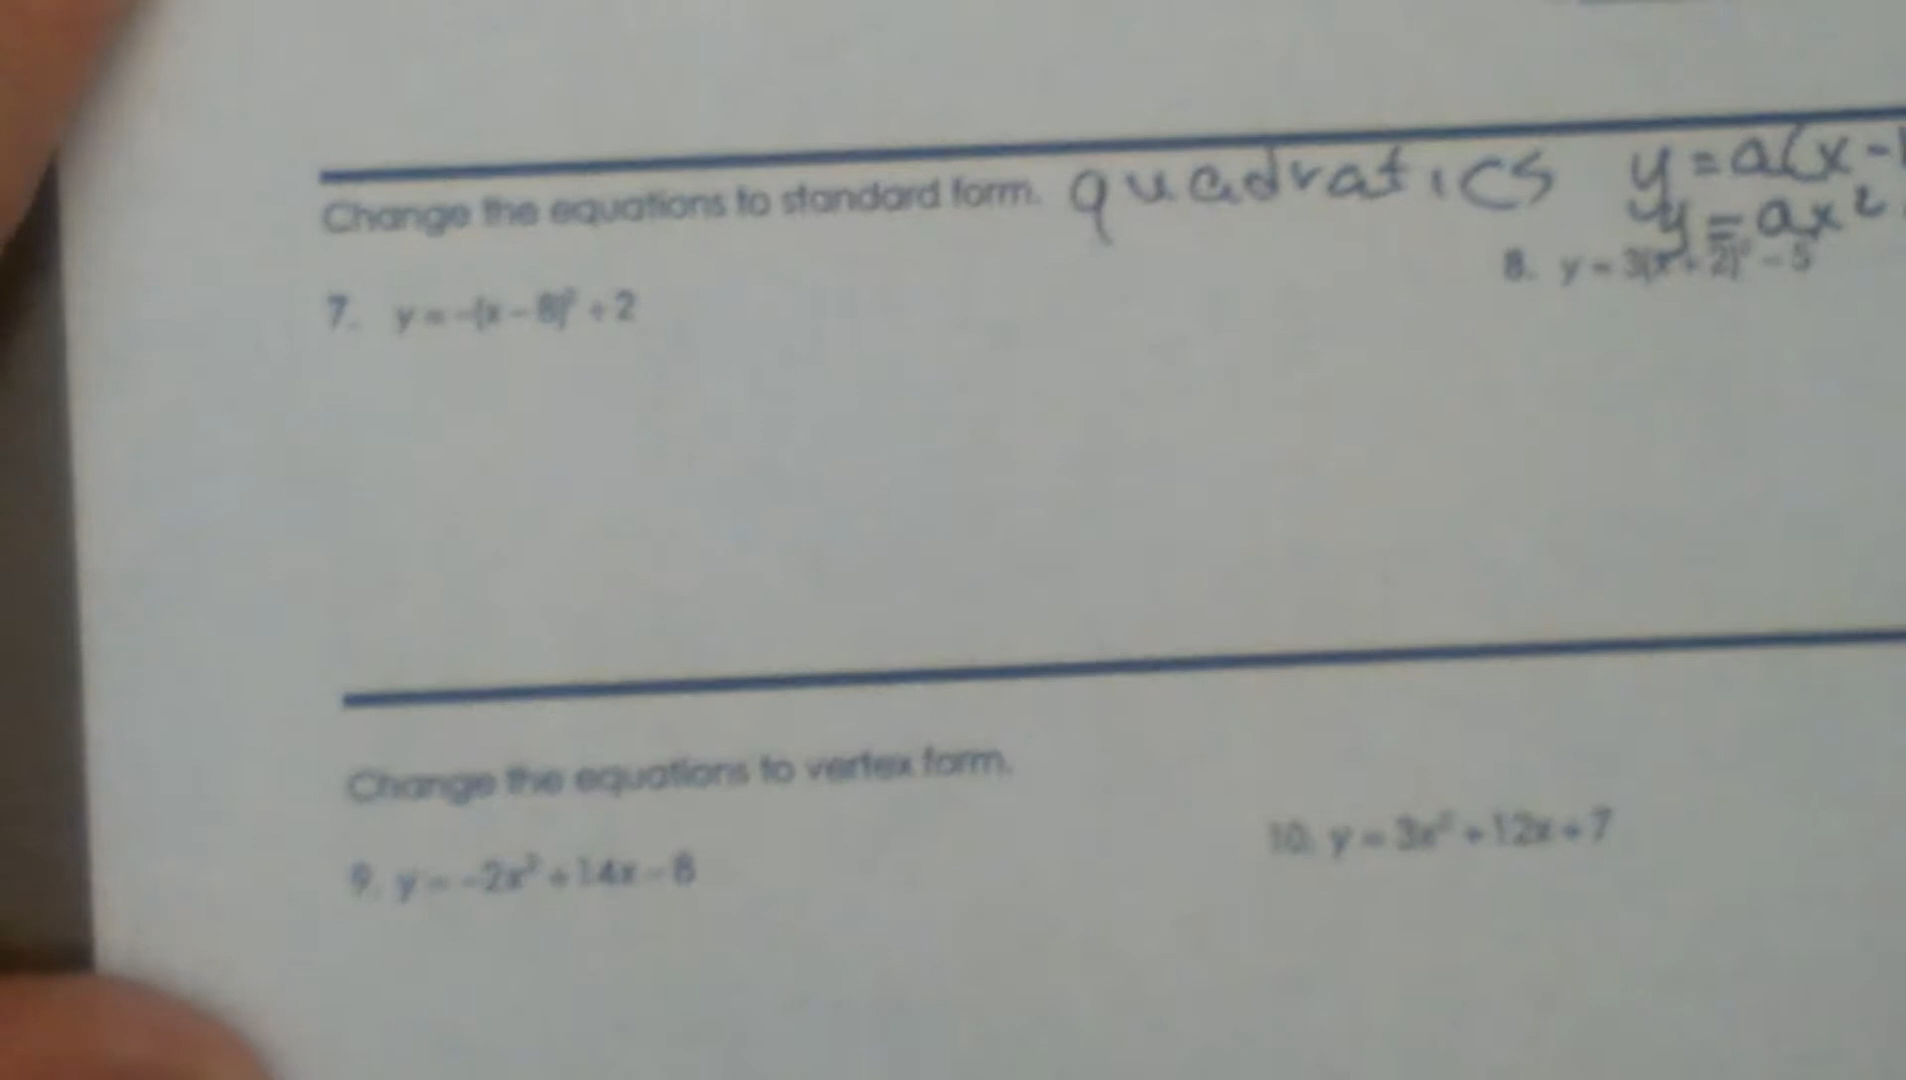 Change the equations to standard form. quadratics y = a(x -
y = ax²
7. y = -(x - 8)² + 2
8. y = 3(x + 2)² - 5
Change the equations to vertex form.
9. y = -2x² + 14x - 8
10. y = 3x² + 12x + 7